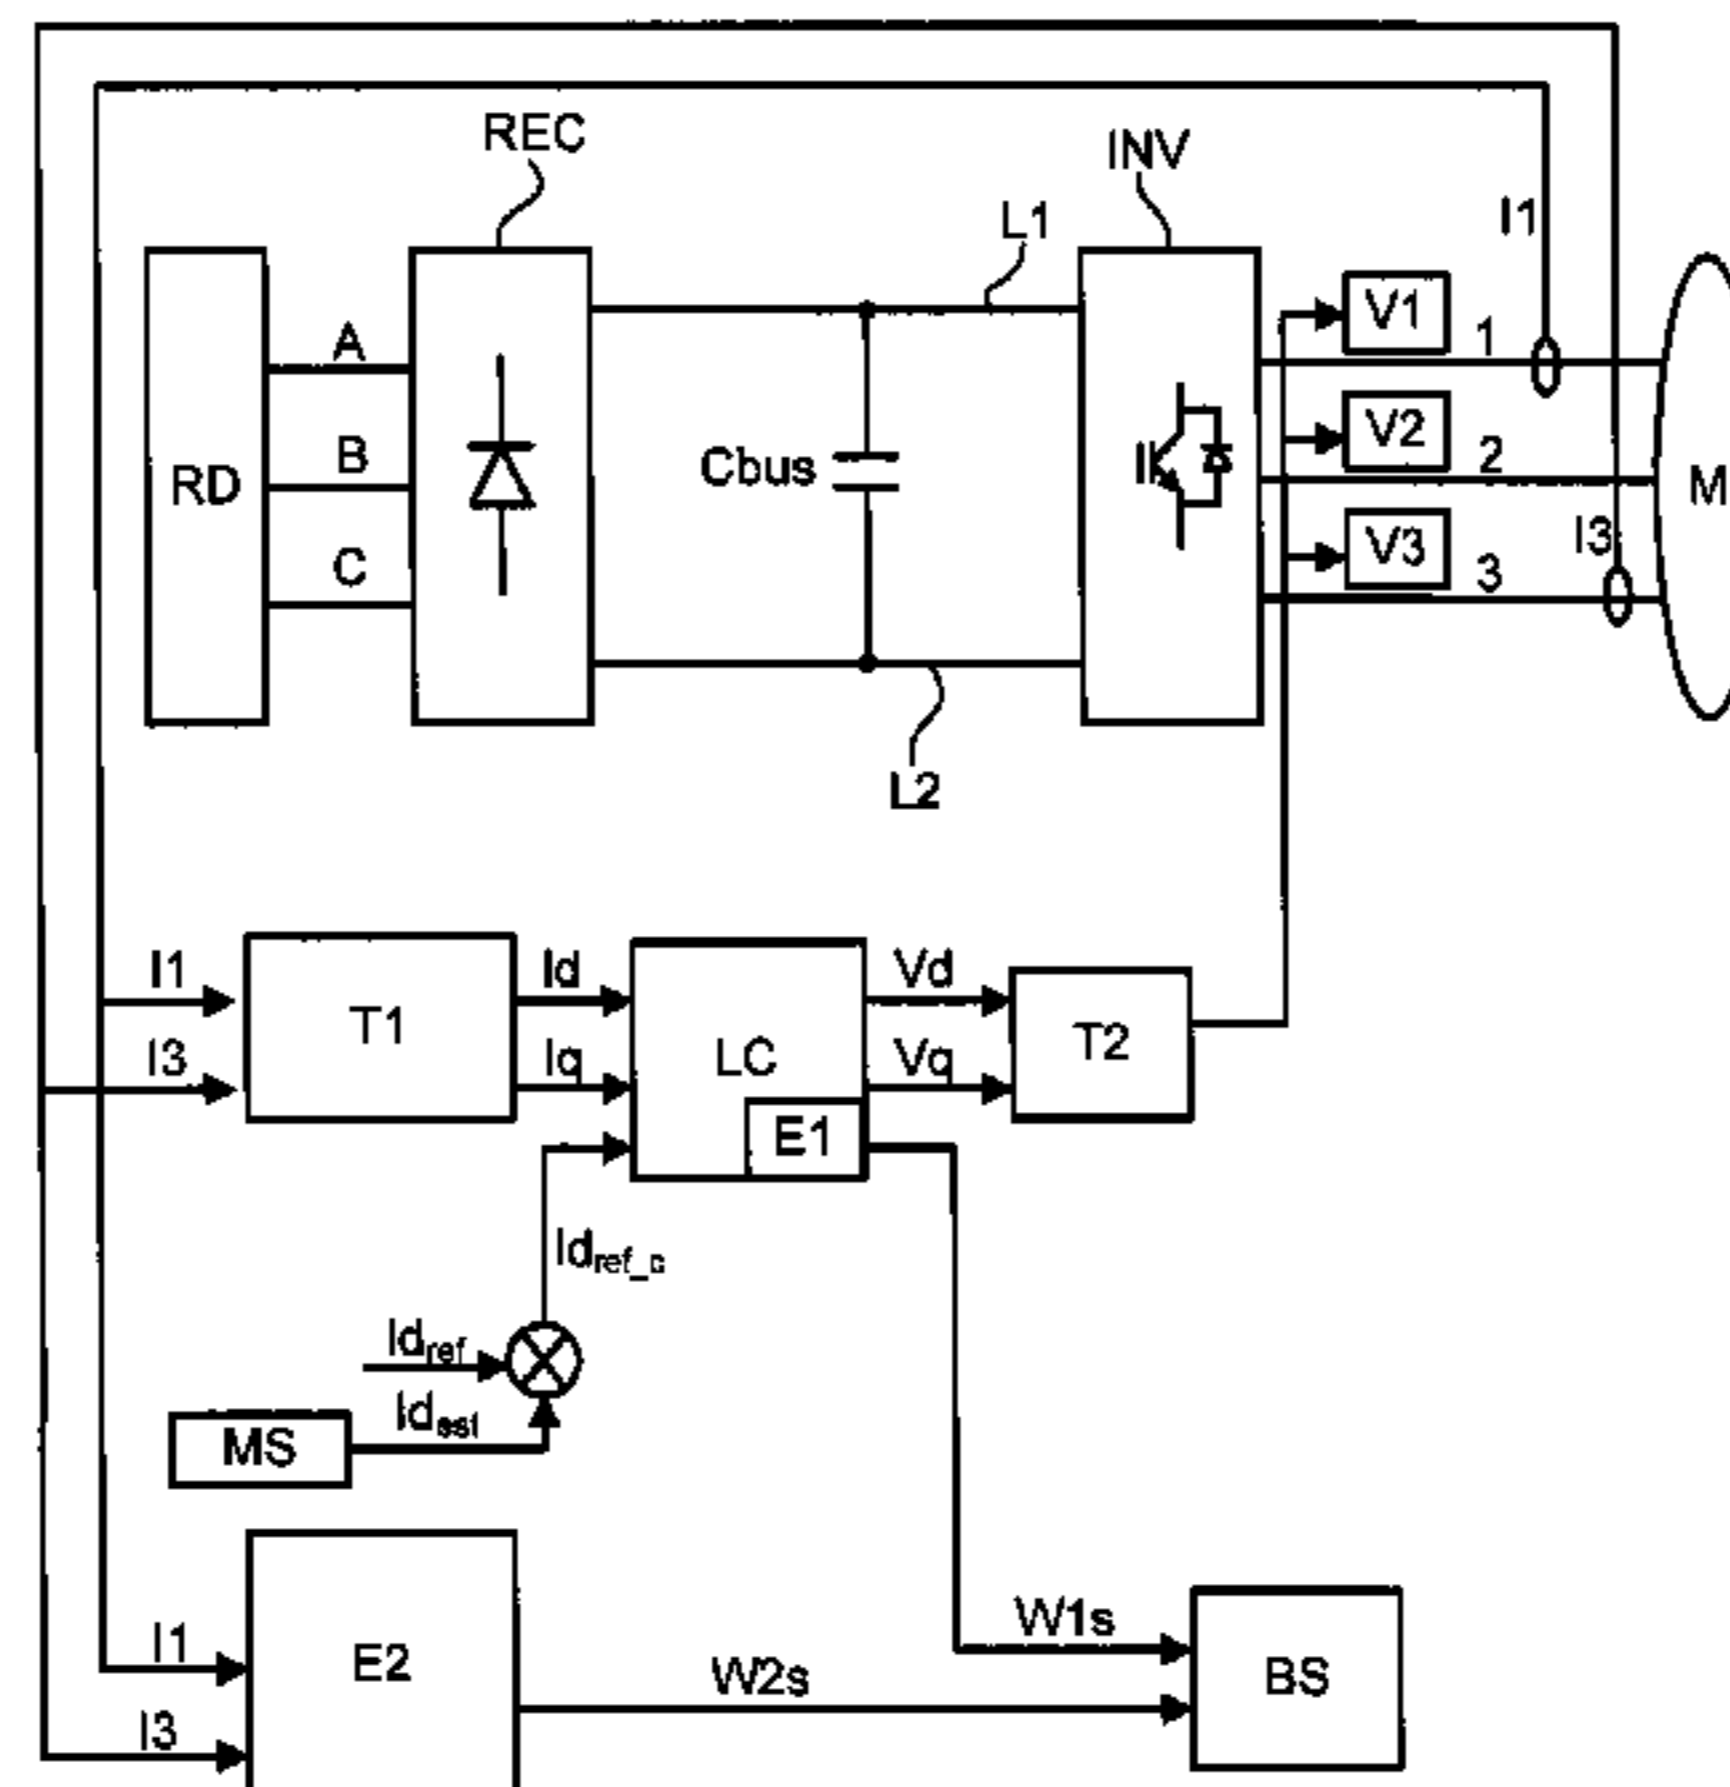 REC
INV
L1
I1
V1
1
A
V2
2
B
Cbus
RD
M
I3
V3
3
C
L2
I1
Id
Vd
T1
LC
T2
I3
Iq
Vq
E1
Idref_c
Idref
Idest
MS
W1s
I1
E2
W2s
BS
I3